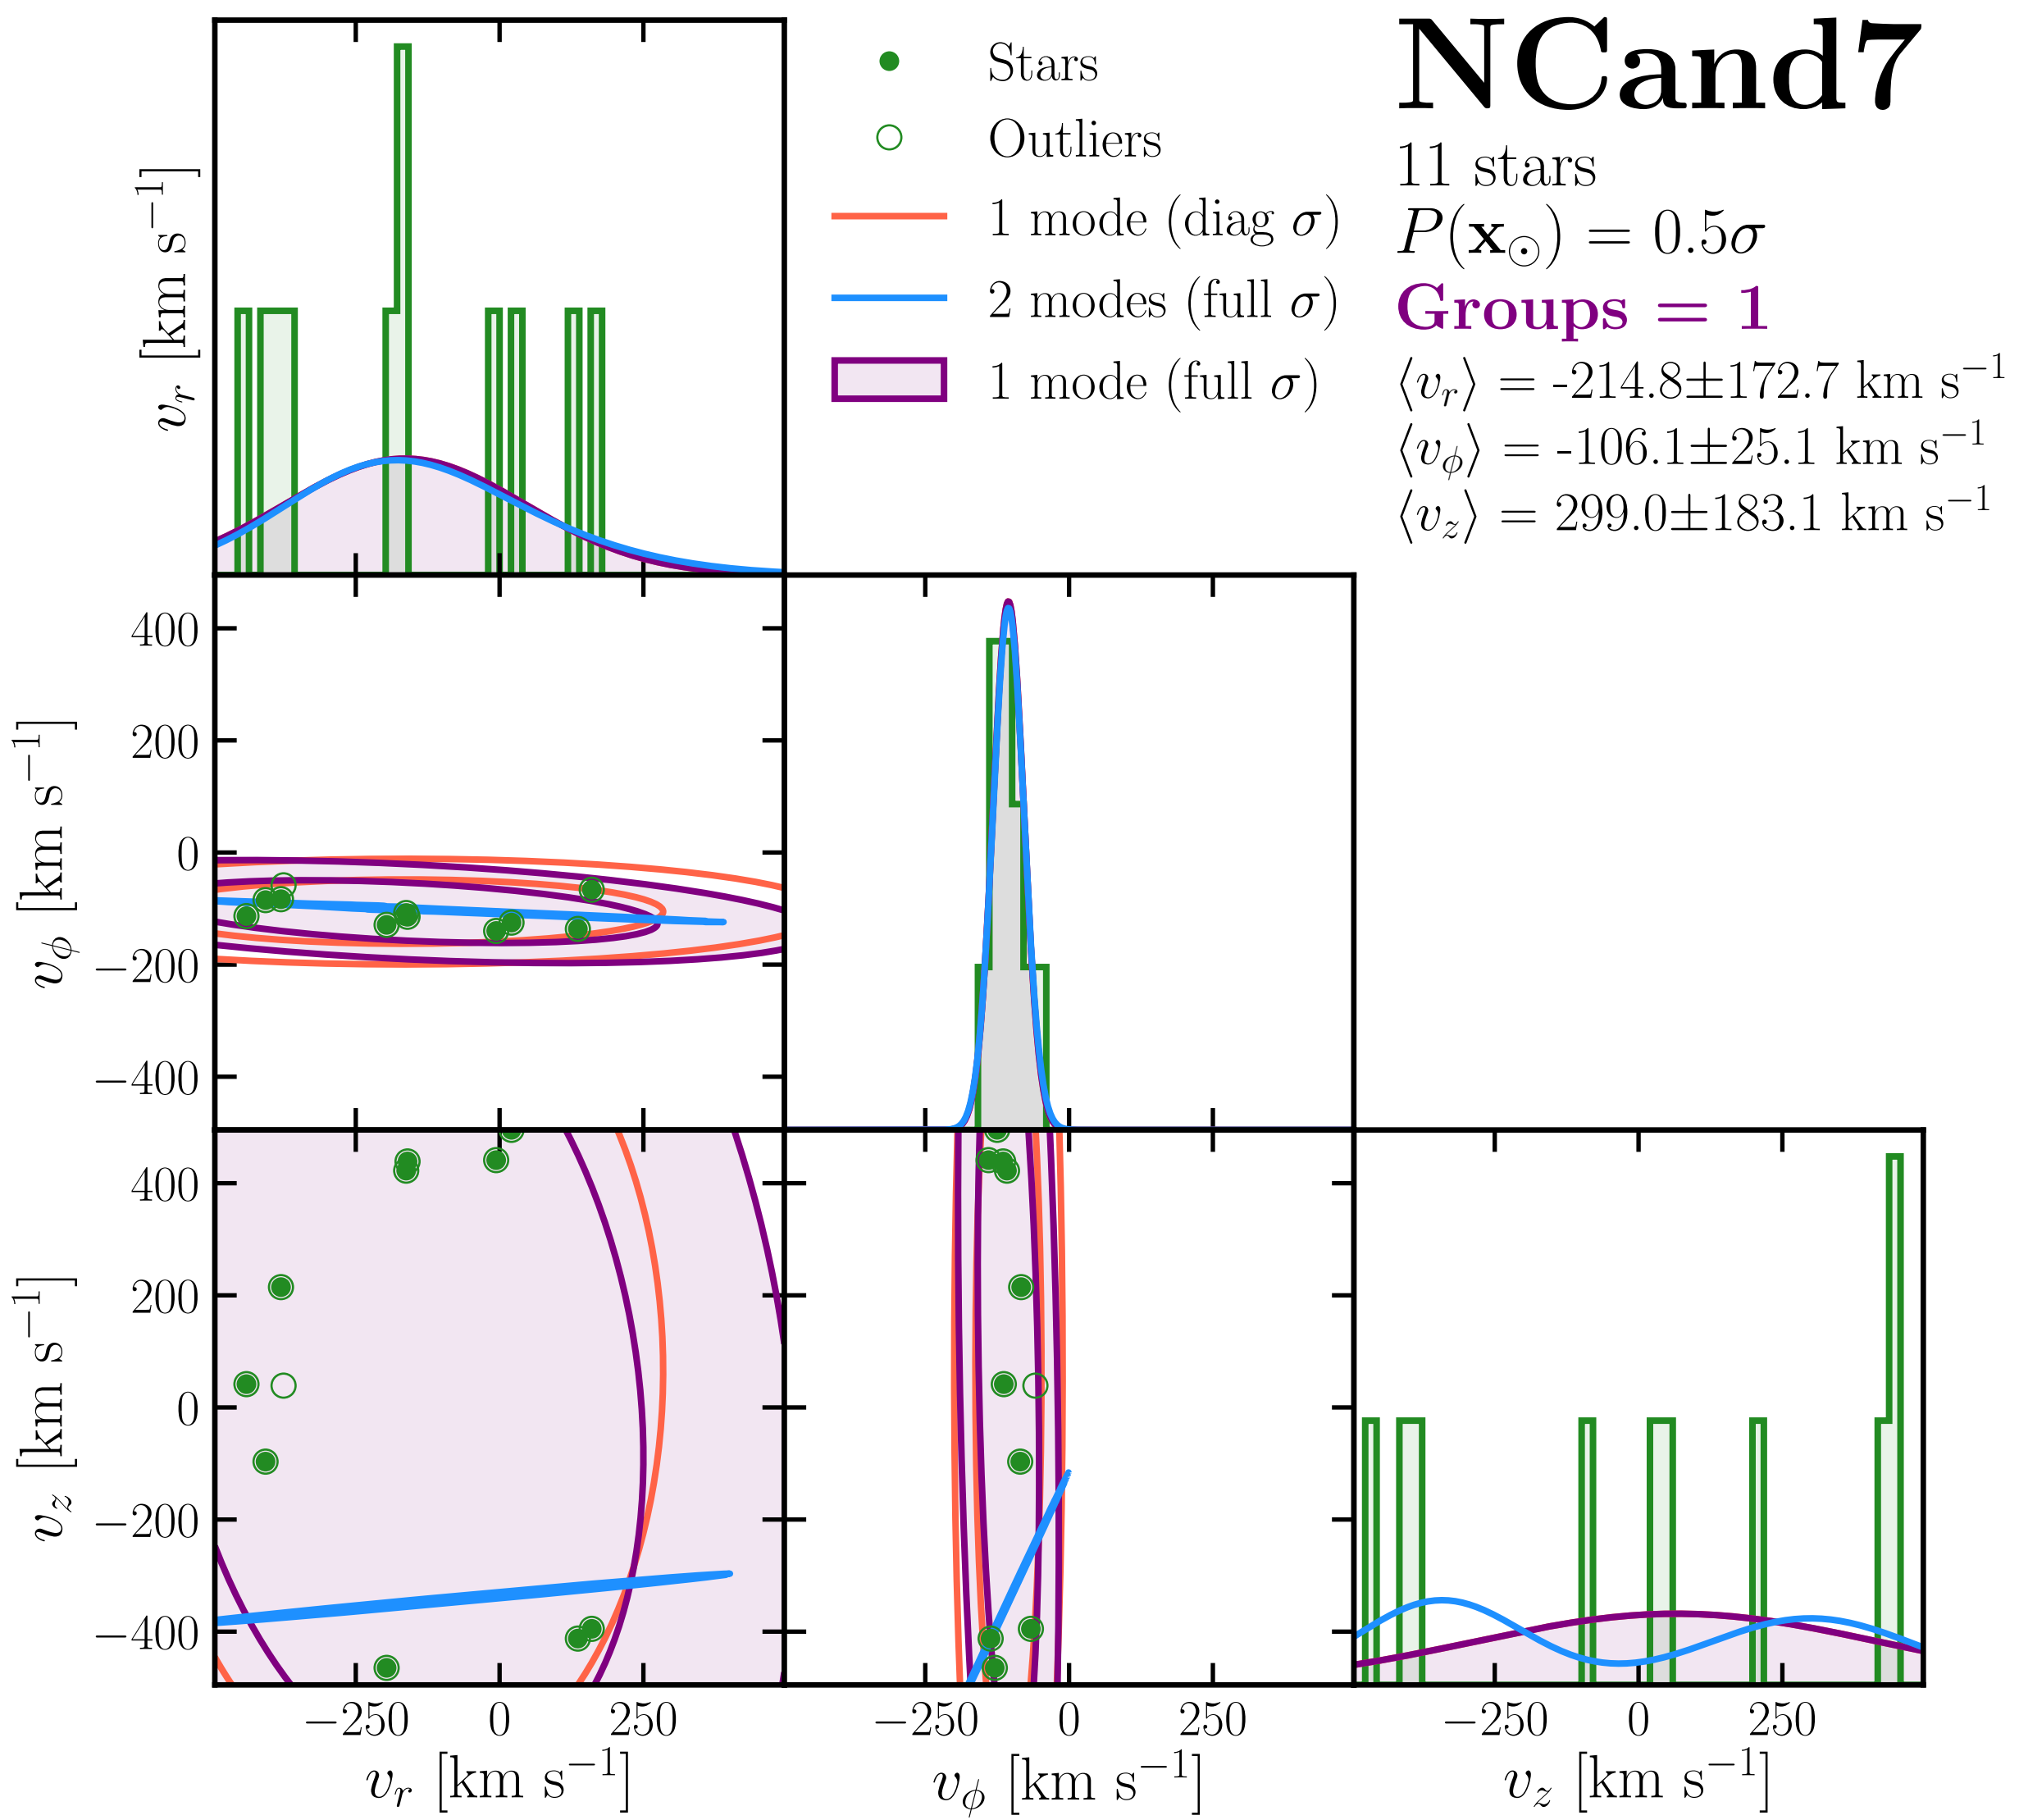 NCand7
11 stars
P(x⊙) = 0.5σ
Groups = 1
⟨v_r⟩ = -214.8±172.7 km s⁻¹
⟨v_ϕ⟩ = -106.1±25.1 km s⁻¹
⟨v_z⟩ = 299.0±183.1 km s⁻¹
Stars
Outliers
1 mode (diag σ)
2 modes (full σ)
1 mode (full σ)
v_r [km s⁻¹]
v_ϕ [km s⁻¹]
400
200
0
−200
−400
v_z [km s⁻¹]
400
200
0
−200
−400
−250 0 250
v_r [km s⁻¹]
−250 0 250
v_ϕ [km s⁻¹]
−250 0 250
v_z [km s⁻¹]